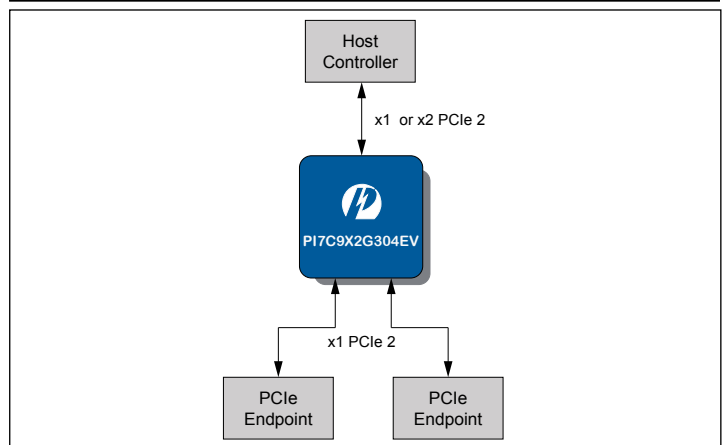 Host
Controller
x1 or x2 PCIe 2
PI7C9X2G304EV
x1 PCIe 2
PCIe
Endpoint
PCIe
Endpoint